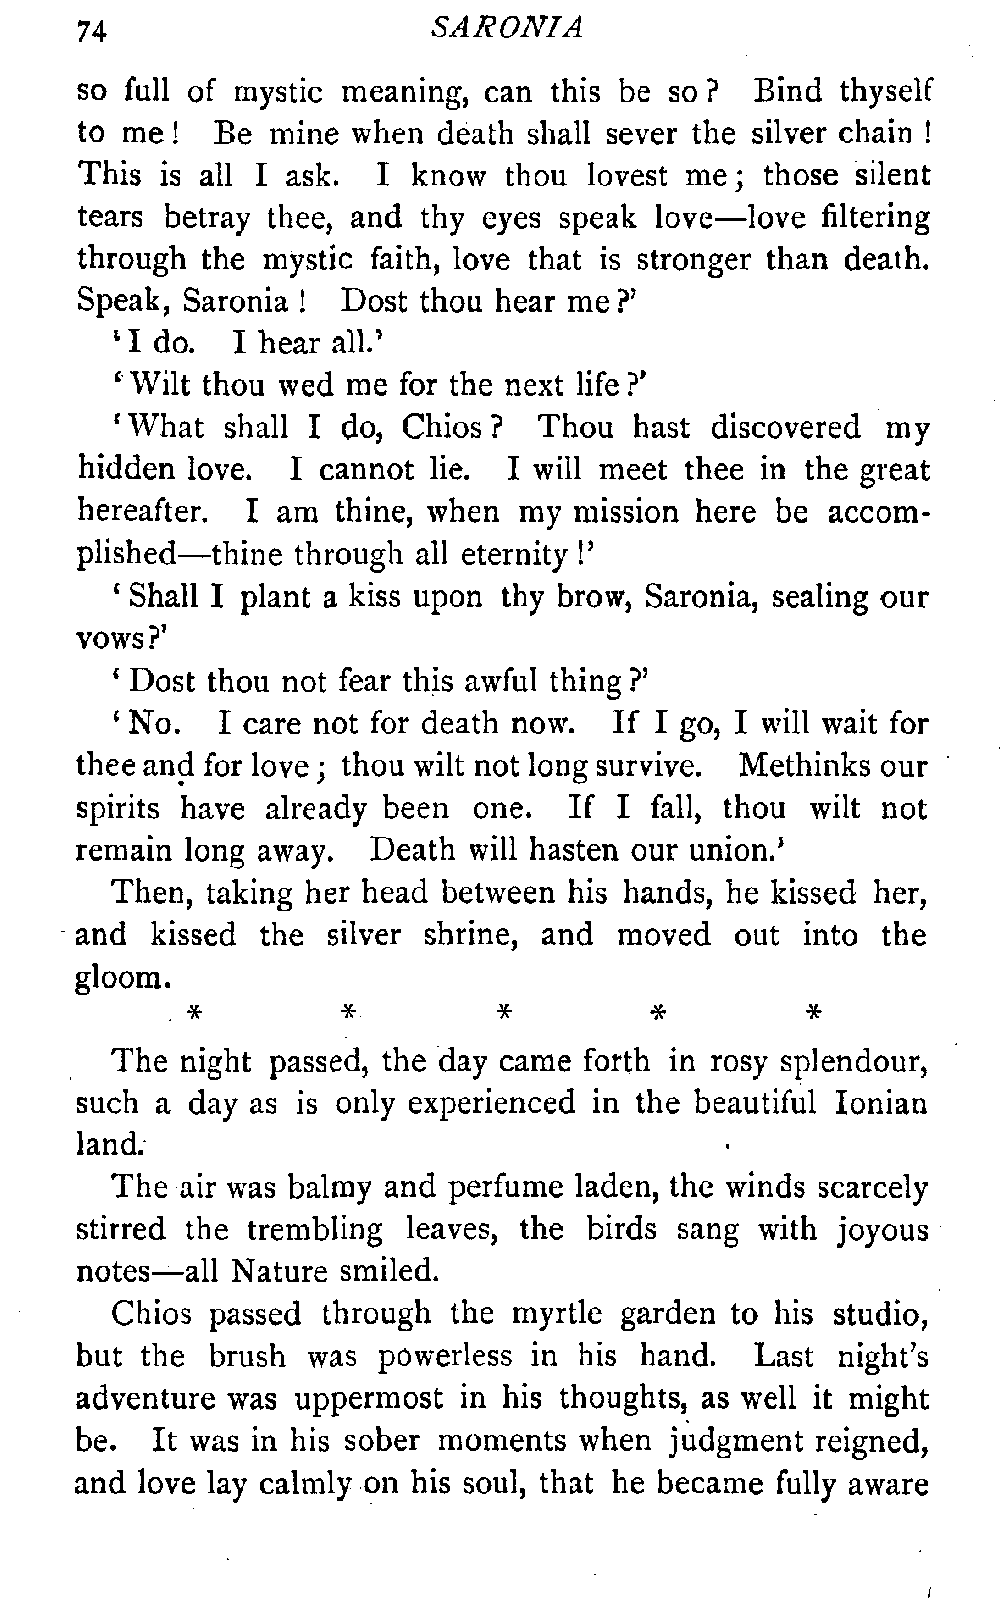 74 SARONIA
so full of mystic meaning, can this be so? Bind thyself
to me! Be mine when death shall sever the silver chain!
This is all I ask. I know thou lovest me; those silent
tears betray thee, and thy eyes speak love—love filtering
through the mystic faith, love that is stronger than death.
Speak, Saronia! Dost thou hear me?'
'I do. I hear all.'
'Wilt thou wed me for the next life?'
'What shall I do, Chios? Thou hast discovered my
hidden love. I cannot lie. I will meet thee in the great
hereafter. I am thine, when my mission here be accom-
plished—thine through all eternity!'
'Shall I plant a kiss upon thy brow, Saronia, sealing our
vows?'
'Dost thou not fear this awful thing?'
'No. I care not for death now. If I go, I will wait for
thee and for love; thou wilt not long survive. Methinks our
spirits have already been one. If I fall, thou wilt not
remain long away. Death will hasten our union.'
Then, taking her head between his hands, he kissed her,
and kissed the silver shrine, and moved out into the
gloom.
* * * * *
The night passed, the day came forth in rosy splendour,
such a day as is only experienced in the beautiful Ionian
land.
The air was balmy and perfume laden, the winds scarcely
stirred the trembling leaves, the birds sang with joyous
notes—all Nature smiled.
Chios passed through the myrtle garden to his studio,
but the brush was powerless in his hand. Last night's
adventure was uppermost in his thoughts, as well it might
be. It was in his sober moments when judgment reigned,
and love lay calmly on his soul, that he became fully aware